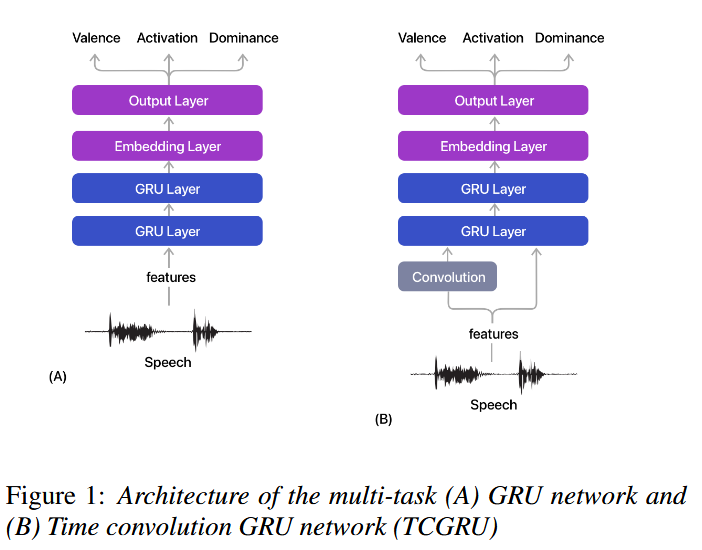 Valence Activation Dominance
Output Layer
Embedding Layer
GRU Layer
GRU Layer
features
Speech
(A)
Valence Activation Dominance
Output Layer
Embedding Layer
GRU Layer
GRU Layer
Convolution
features
Speech
(B)
Figure 1: Architecture of the multi-task (A) GRU network and
(B) Time convolution GRU network (TCGRU)